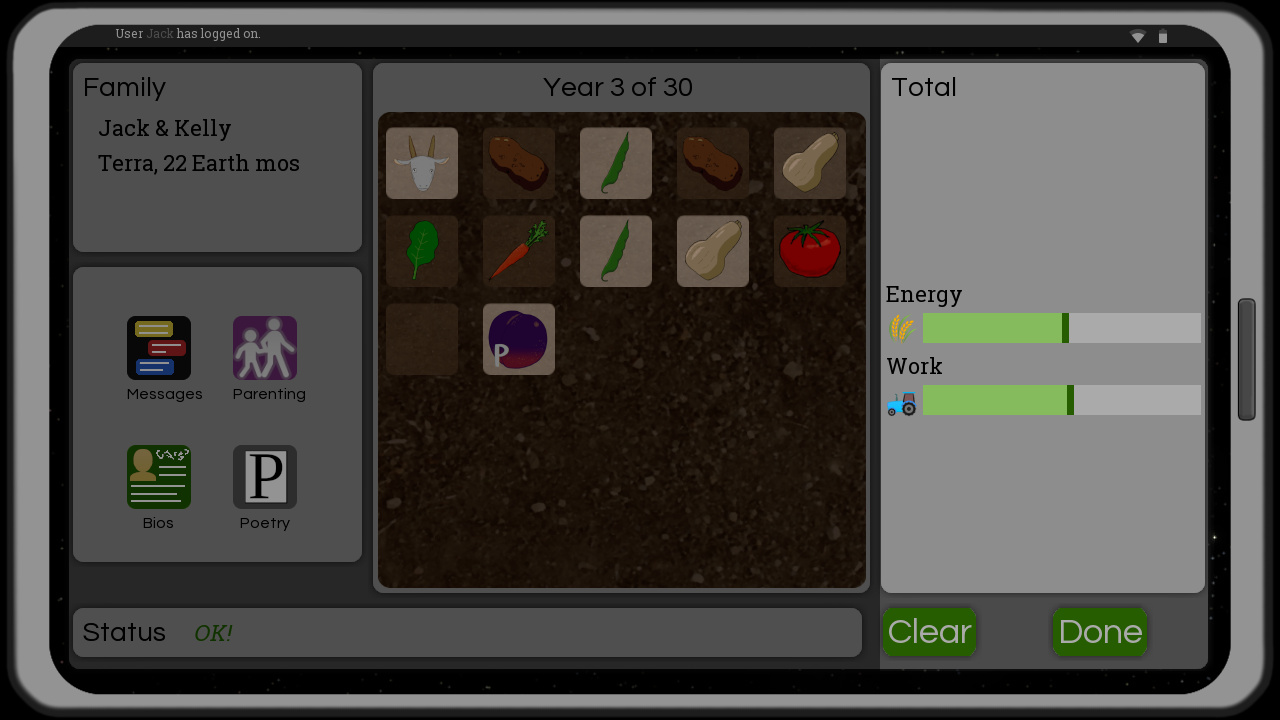 User Jack has logged on.
Family
Jack & Kelly
Terra, 22 Earth mos
Messages
Parenting
Bios
P
Poetry
Year 3 of 30
P
Total
Energy
Work
Status OK!
Clear
Done